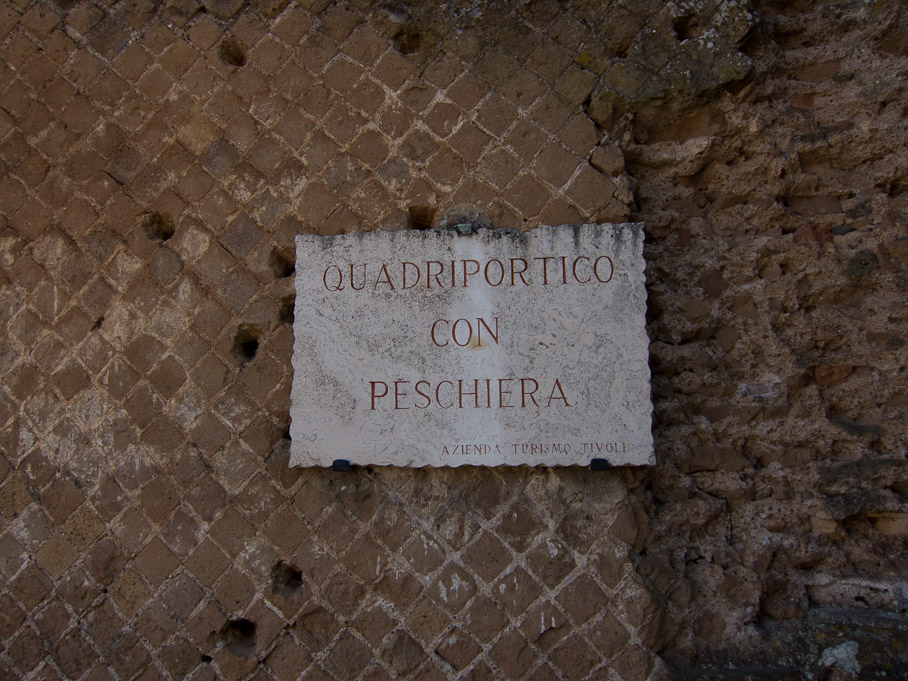 QUADRIPORTICO
CON
PESCHIERA
AZIENDA TURISMO TIVOLI